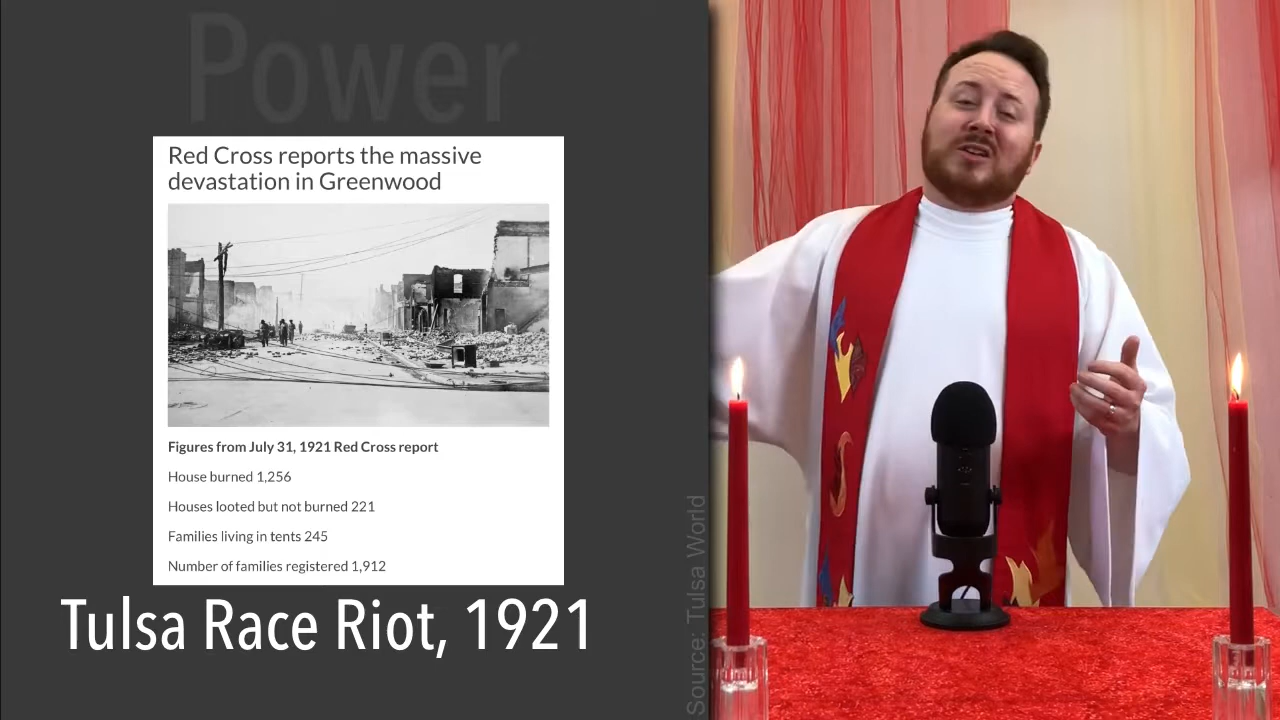 Power
Red Cross reports the massive
devastation in Greenwood
Figures from July 31, 1921 Red Cross report
House burned 1,256
Houses looted but not burned 221
Families living in tents 245
Number of families registered 1,912
Tulsa Race Riot, 1921
Source: Tulsa World